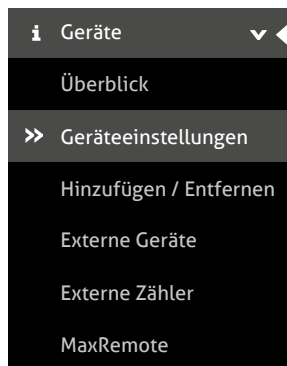 Geräte
Überblick
Geräteeinstellungen
Hinzufügen / Entfernen
Externe Geräte
Externe Zähler
MaxRemote